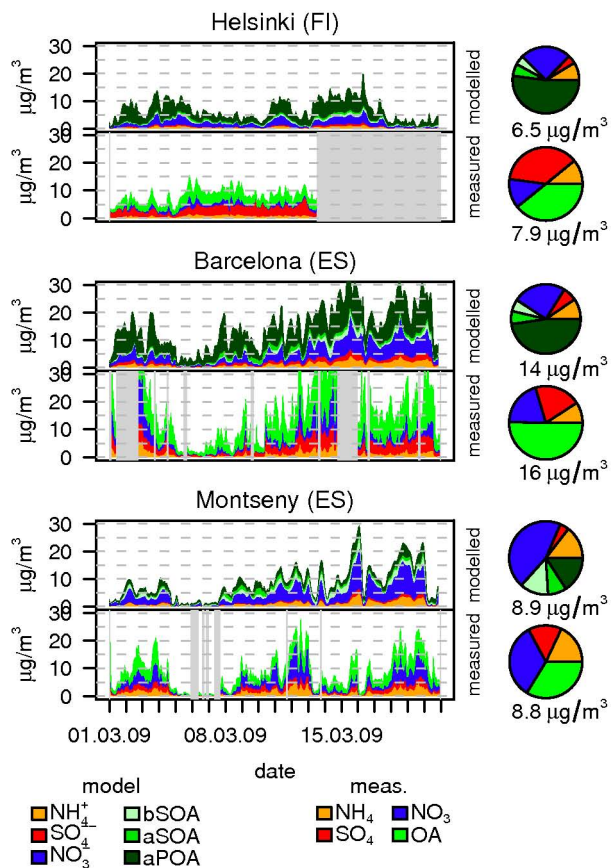 Helsinki (FI)
30
20
10
0
µg/m³
modelled
6.5 µg/m³
30
20
10
0
µg/m³
measured
7.9 µg/m³
Barcelona (ES)
30
20
10
0
µg/m³
modelled
14 µg/m³
30
20
10
0
µg/m³
measured
16 µg/m³
Montseny (ES)
30
20
10
0
µg/m³
modelled
8.9 µg/m³
30
20
10
0
µg/m³
measured
8.8 µg/m³
01.03.09 08.03.09 15.03.09
date
model meas.
NH₄⁺ bSOA NH₄ NO₃
SO₄⁻⁻ aSOA SO₄ OA
NO₃⁻ aPOA